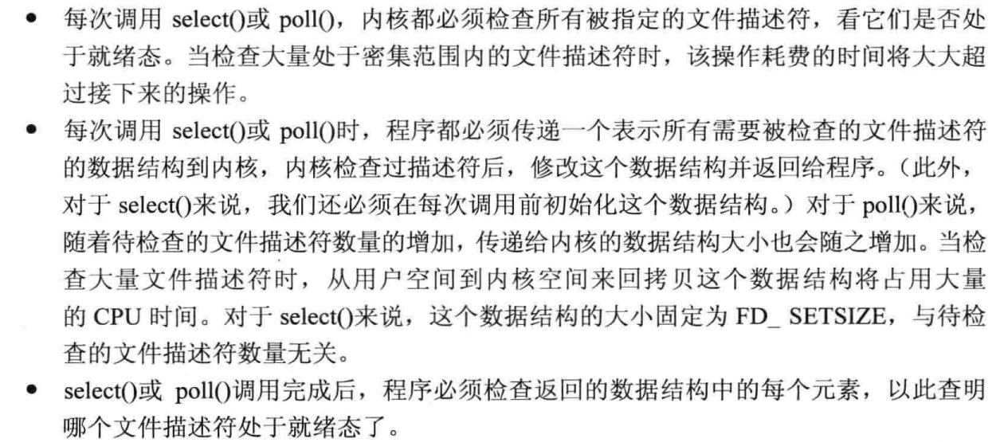 ● 每次调用 select()或 poll()，内核都必须检查所有被指定的文件描述符，看它们是否处
于就绪态。当检查大量处于密集范围内的文件描述符时，该操作耗费的时间将大大超
过接下来的操作。
● 每次调用 select()或 poll()时，程序都必须传递一个表示所有需要被检查的文件描述符
的数据结构到内核，内核检查过描述符后，修改这个数据结构并返回给程序。（此外，
对于 select()来说，我们还必须在每次调用前初始化这个数据结构。）对于 poll()来说，
随着待检查的文件描述符数量的增加，传递给内核的数据结构大小也会随之增加。当检
查大量文件描述符时，从用户空间到内核空间来回拷贝这个数据结构将占用大量
的 CPU 时间。对于 select()来说，这个数据结构的大小固定为 FD_ SETSIZE，与待检
查的文件描述符数量无关。
● select()或 poll()调用完成后，程序必须检查返回的数据结构中的每个元素，以此查明
哪个文件描述符处于就绪态了。